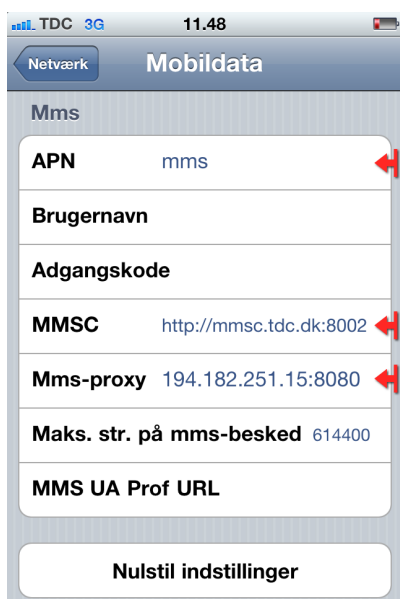 TDC 3G 11.48
Netværk Mobildata
Mms
APN mms
Brugernavn
Adgangskode
MMSC http://mmsc.tdc.dk:8002
Mms-proxy 194.182.251.15:8080
Maks. str. på mms-besked 614400
MMS UA Prof URL
Nulstil indstillinger